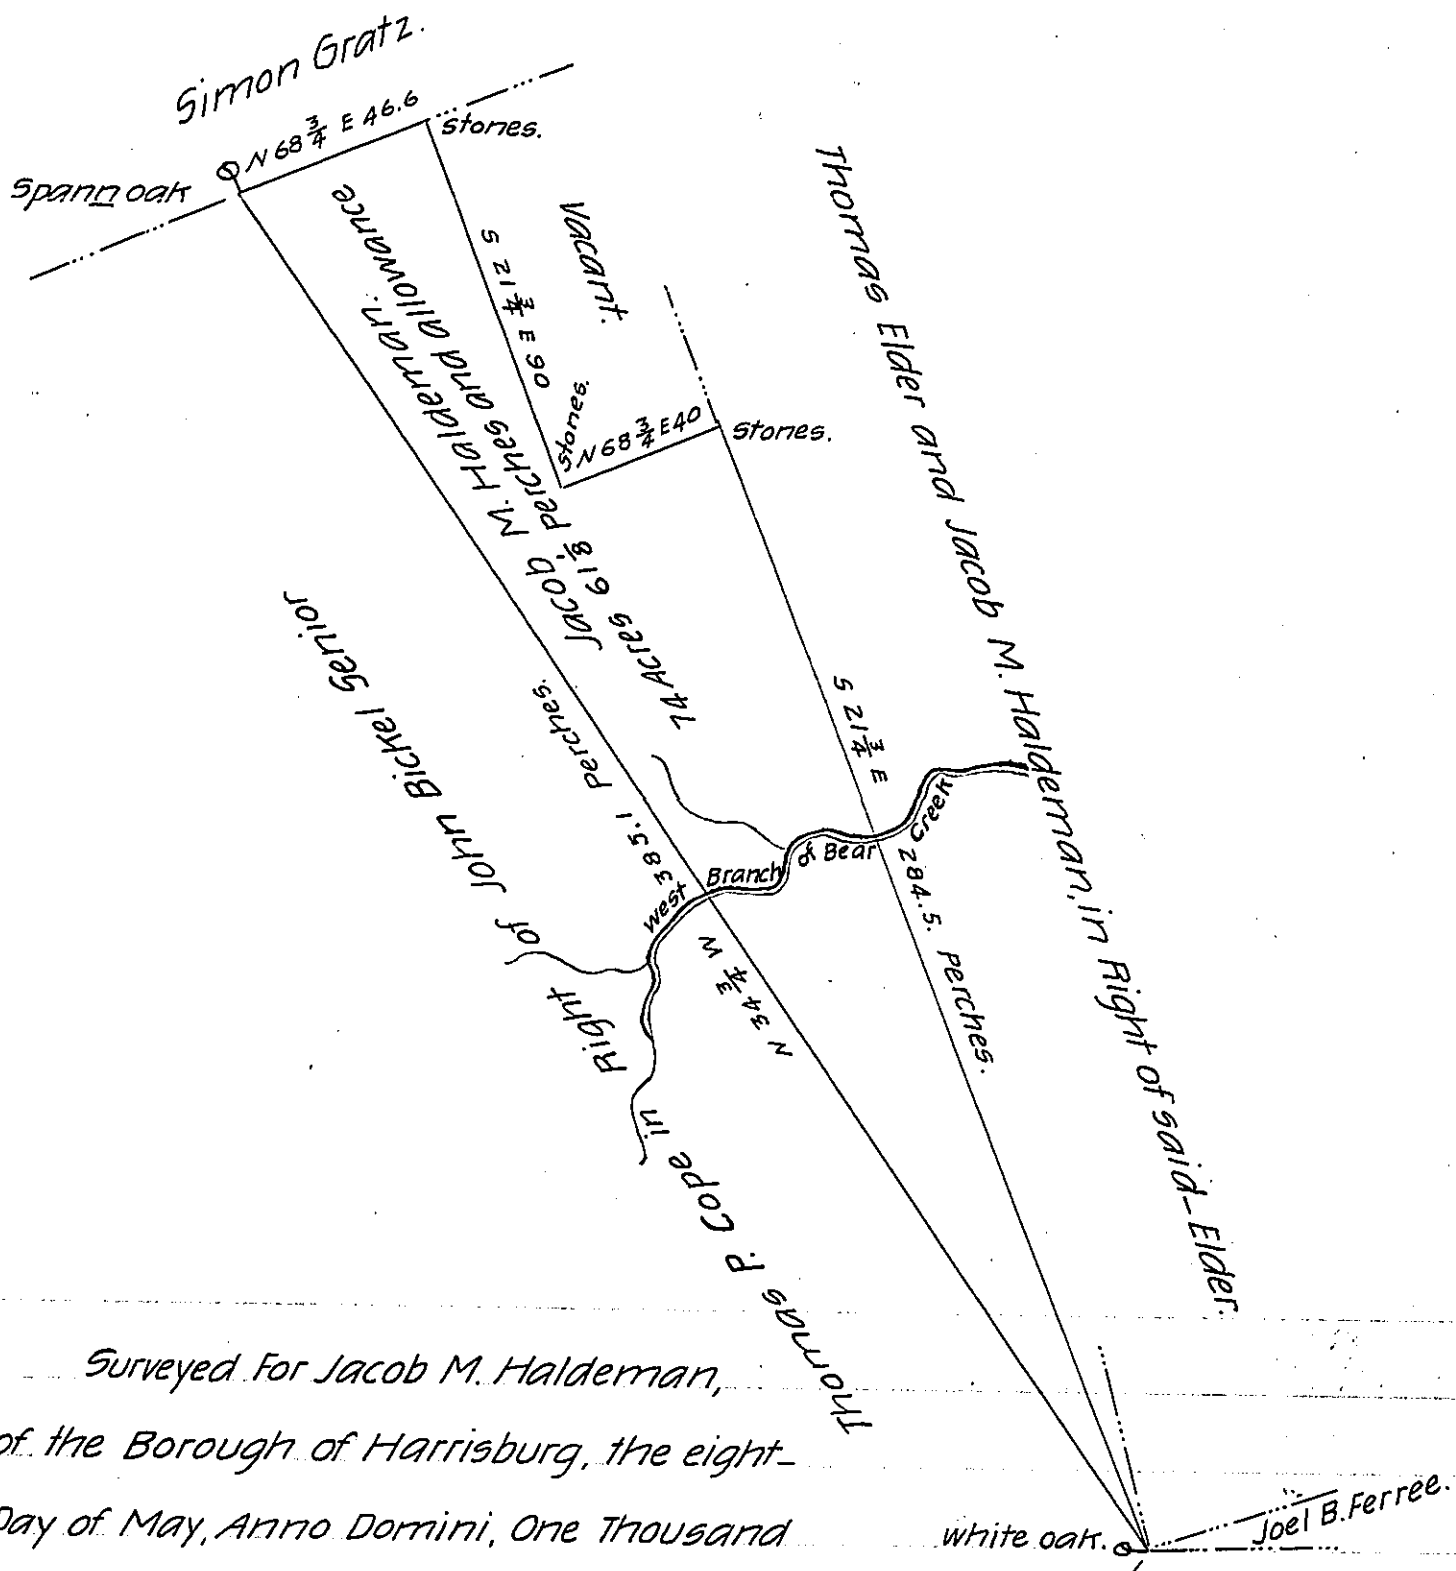 Simon Gratz.
N 68 3/4 E 46.6
stones.
Spann oak
Jacob M. Haldeman.
74 Acres 61 1/8 Perches and allowance
S 21 3/4 E 90
Vacant.
stones.
N 68 3/4 E 40
stones.
Thomas Elder and Jacob M. Haldeman, in Right of said_Elder.
S 21 3/4 E
284.5. perches.
N 34 3/4 W
385.1 Perches.
West Branch of Bear Creek
Thomas P. Cope in Right of John Bickel Senior
Surveyed For Jacob M. Haldeman,
of the Borough of Harrisburg, the eight_
Day of May, Anno Domini, One Thousand
white oak.
Joel B. Ferree.